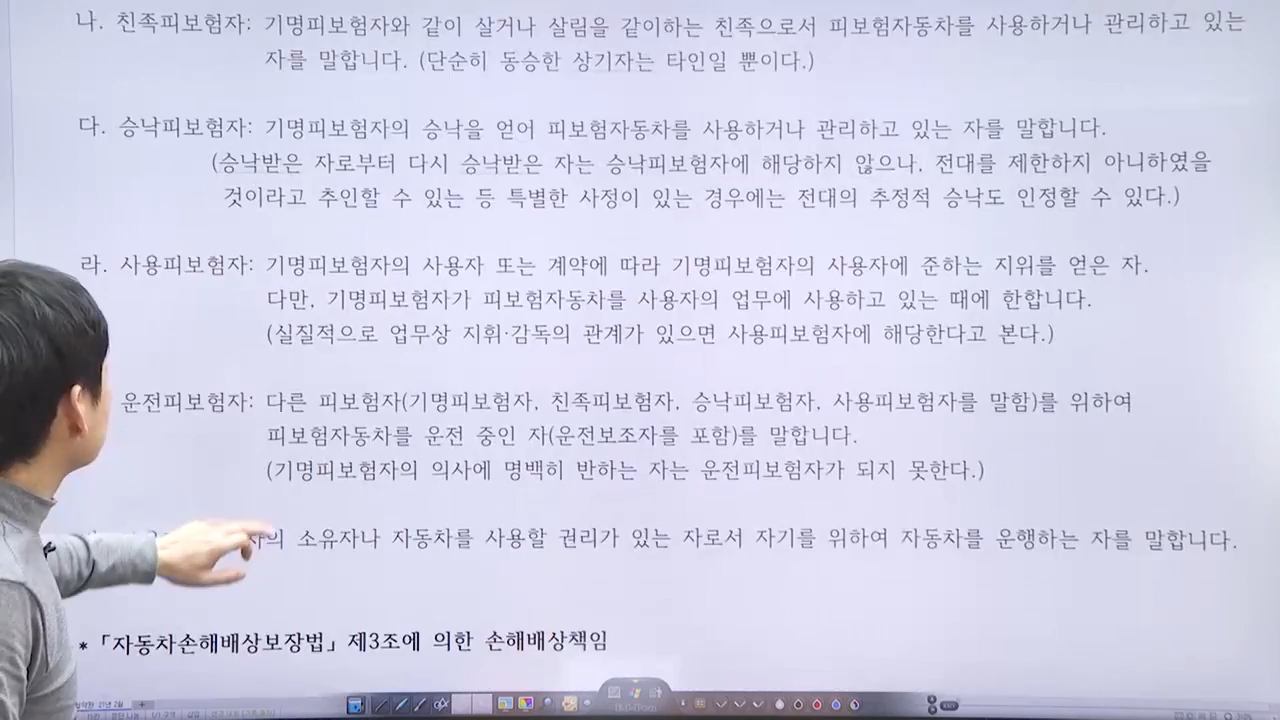 나. 친족피보험자: 기명피보험자와 같이 살거나 살림을 같이하는 친족으로서 피보험자동차를 사용하거나 관리하고 있는
자를 말합니다. (단순히 동승한 상기자는 타인일 뿐이다.)
다. 승낙피보험자: 기명피보험자의 승낙을 얻어 피보험자동차를 사용하거나 관리하고 있는 자를 말합니다.
(승낙받은 자로부터 다시 승낙받은 자는 승낙피보험자에 해당하지 않으나, 전대를 제한하지 아니하였을
것이라고 추인할 수 있는 등 특별한 사정이 있는 경우에는 전대의 추정적 승낙도 인정할 수 있다.)
라. 사용피보험자: 기명피보험자의 사용자 또는 계약에 따라 기명피보험자의 사용자에 준하는 지위를 얻은 자.
다만, 기명피보험자가 피보험자동차를 사용자의 업무에 사용하고 있는 때에 한합니다.
(실질적으로 업무상 지휘·감독의 관계가 있으면 사용피보험자에 해당한다고 본다.)
운전피보험자: 다른 피보험자(기명피보험자, 친족피보험자, 승낙피보험자, 사용피보험자를 말함)를 위하여
피보험자동차를 운전 중인 자(운전보조자를 포함)를 말합니다.
(기명피보험자의 의사에 명백히 반하는 자는 운전피보험자가 되지 못한다.)
소유자나 자동차를 사용할 권리가 있는 자로서 자기를 위하여 자동차를 운행하는 자를 말합니다.
*「자동차손해배상보장법」제3조에 의한 손해배상책임